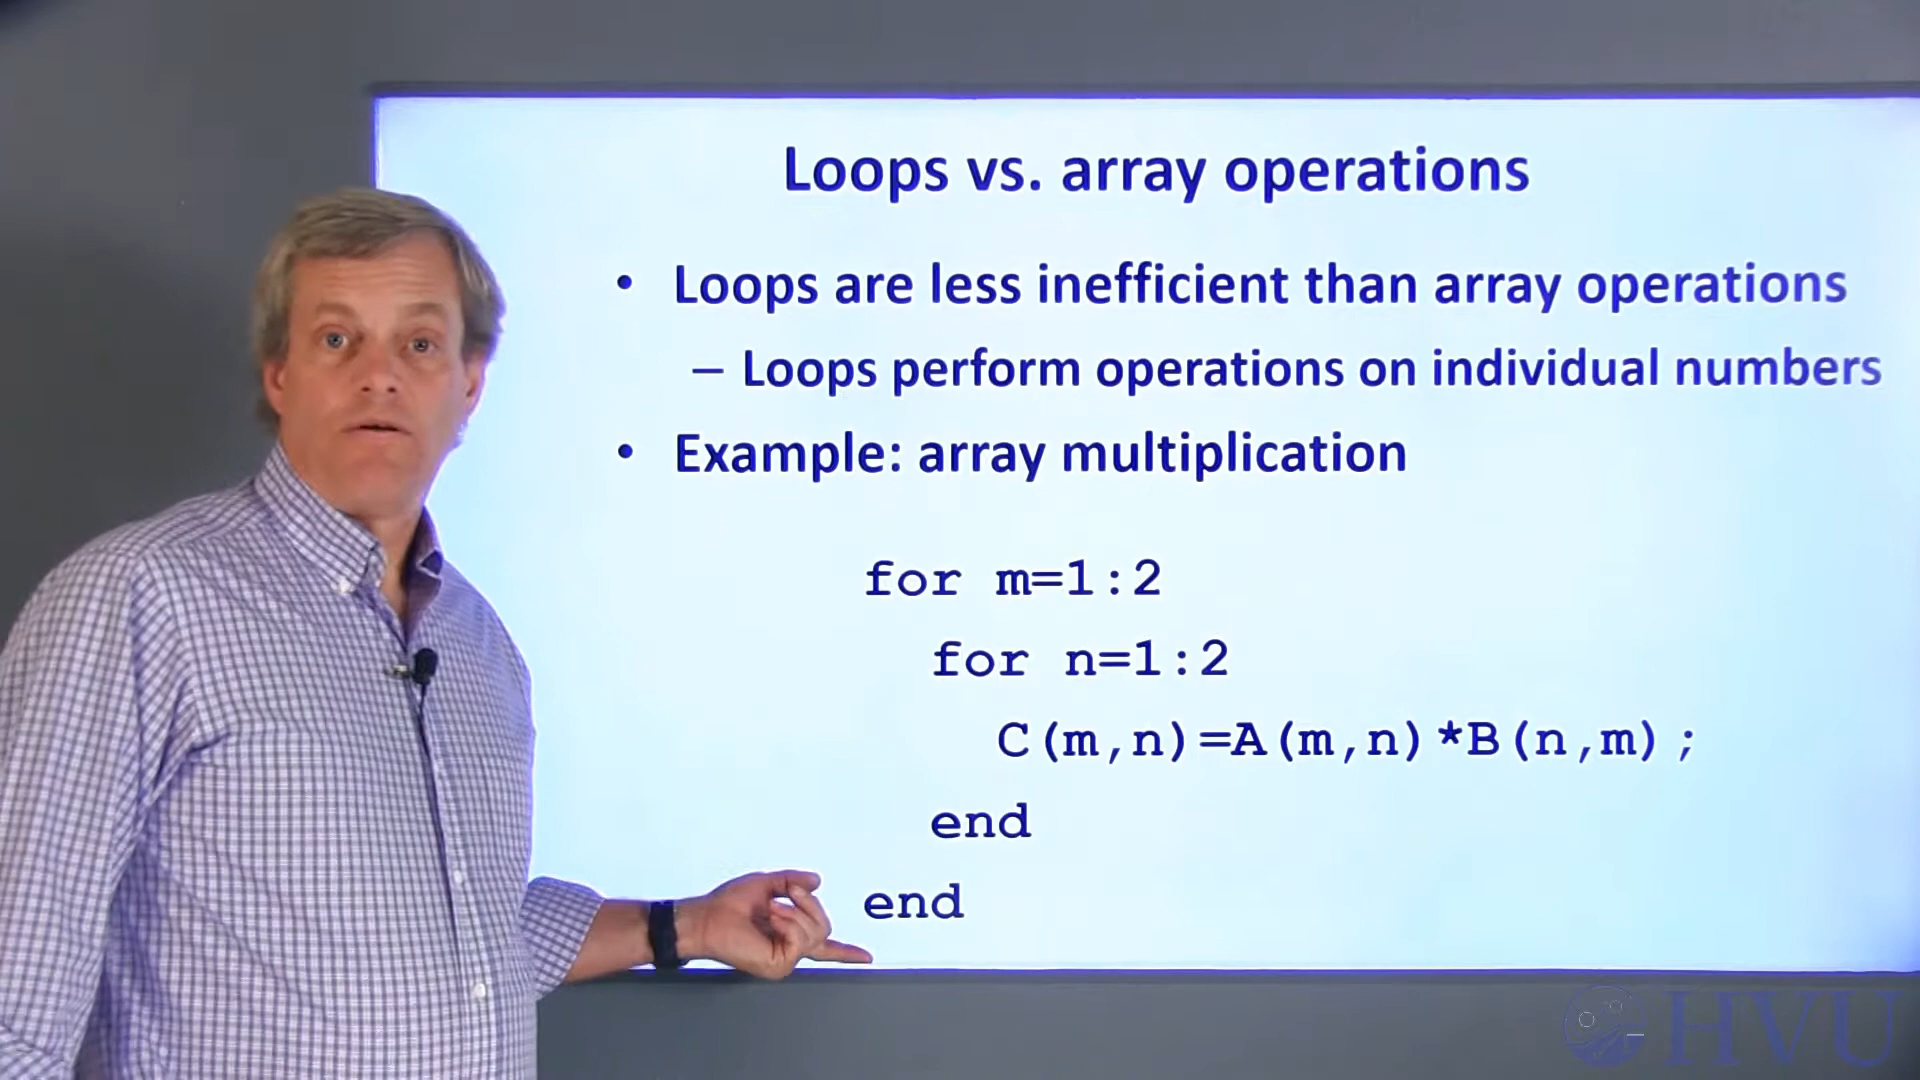 Loops vs. array operations
• Loops are less inefficient than array operations
– Loops perform operations on individual numbers
• Example: array multiplication
for m=1:2
for n=1:2
C(m,n)=A(m,n)*B(n,m);
end
end
HVU